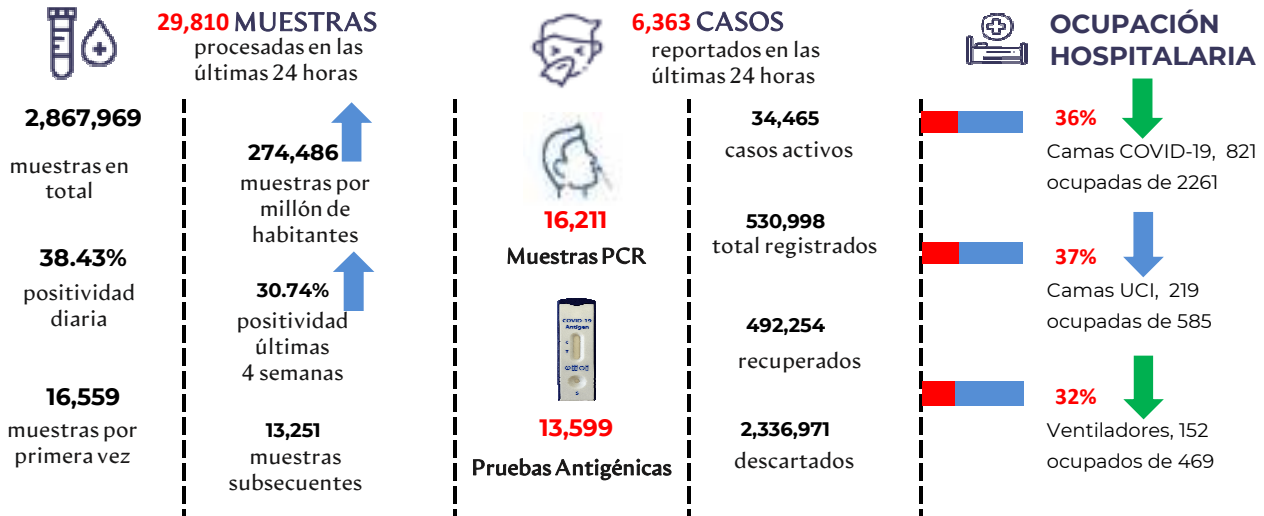 29,810 MUESTRAS
procesadas en las
últimas 24 horas
2,867,969
muestras en
total
38.43%
positividad
diaria
16,559
muestras por
primera vez
274,486
muestras por
millón de
habitantes
30.74%
positividad
últimas
4 semanas
13,251
muestras
subsecuentes
6,363 CASOS
reportados en las
últimas 24 horas
16,211
Muestras PCR
COVID-19
Antigen
C
T
S
13,599
Pruebas Antigénicas
34,465
casos activos
530,998
total registrados
492,254
recuperados
2,336,971
descartados
OCUPACIÓN
HOSPITALARIA
36%
Camas COVID-19, 821
ocupadas de 2261
37%
Camas UCI, 219
ocupadas de 585
32%
Ventiladores, 152
ocupados de 469